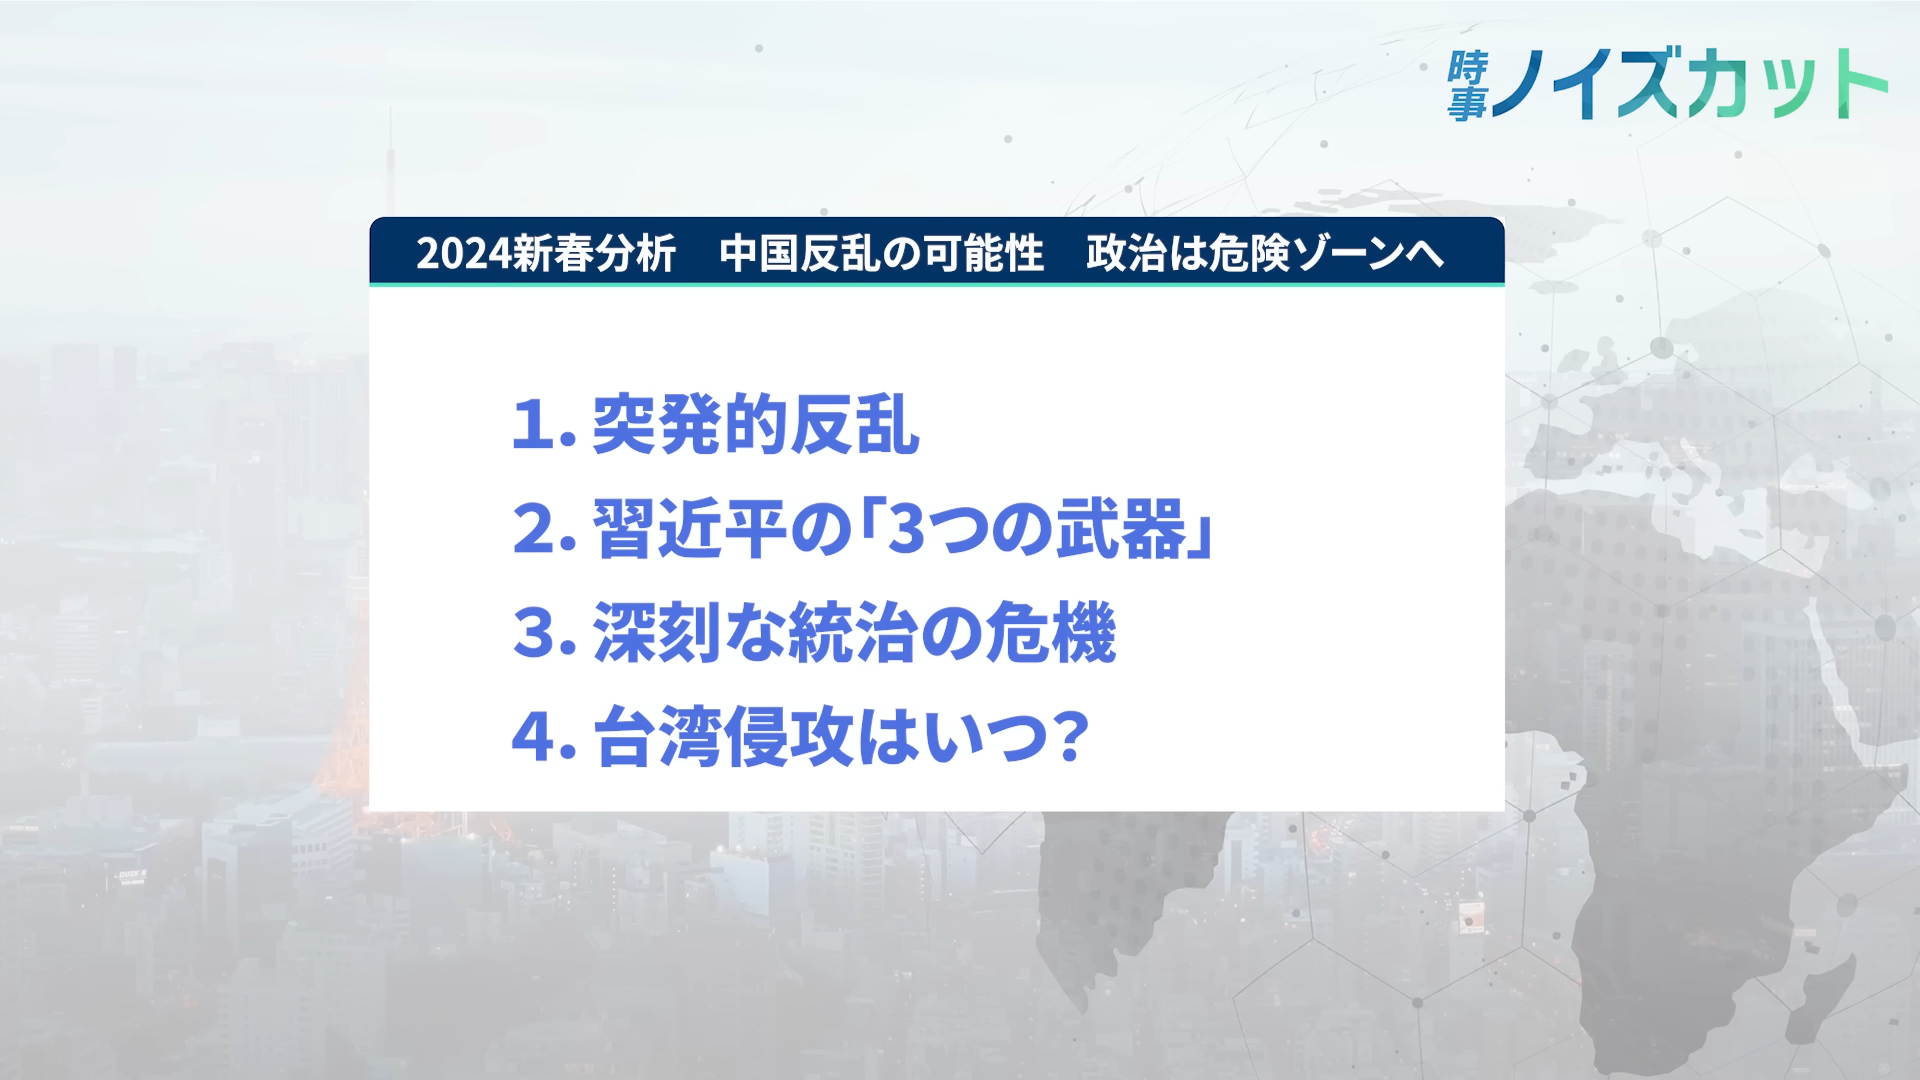 時事ノイズカット
2024新春分析　中国反乱の可能性　政治は危険ゾーンへ
１．突発的反乱
２．習近平の「3つの武器」
３．深刻な統治の危機
４．台湾侵攻はいつ？